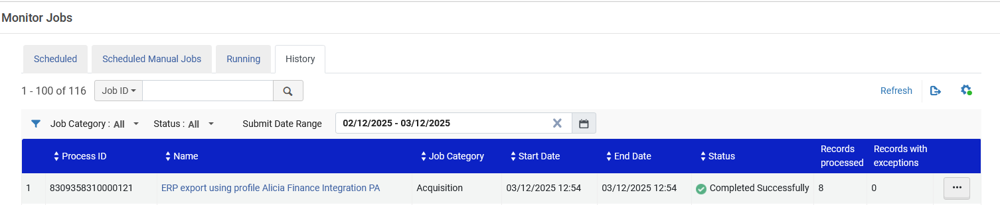 Monitor Jobs
Scheduled Scheduled Manual Jobs Running History
1 - 100 of 116 Job ID Refresh
Job Category : All Status : All Submit Date Range 02/12/2025 - 03/12/2025
Process ID Name Job Category Start Date End Date Status Records processed Records with exceptions
1 8309358310000121 ERP export using profile Alicia Finance Integration PA Acquisition 03/12/2025 12:54 03/12/2025 12:54 Completed Successfully 8 0